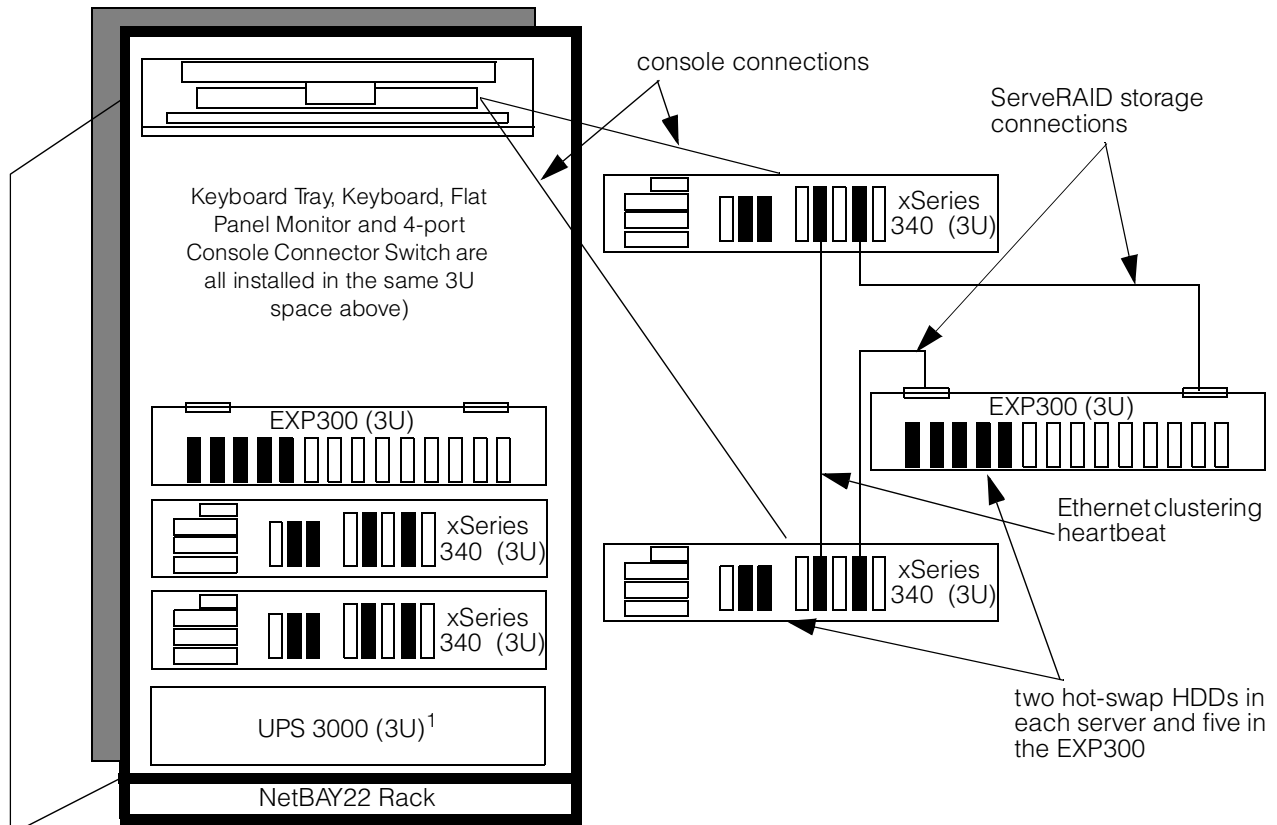 console connections
ServeRAID storage
connections
Keyboard Tray, Keyboard, Flat
Panel Monitor and 4-port
Console Connector Switch are
all installed in the same 3U
space above)
xSeries
340 (3U)
EXP300 (3U)
EXP300 (3U)
Ethernet clustering
heartbeat
xSeries
340 (3U)
xSeries
340 (3U)
xSeries
340 (3U)
two hot-swap HDDs in
each server and five in
the EXP300
UPS 3000 (3U)1
NetBAY22 Rack